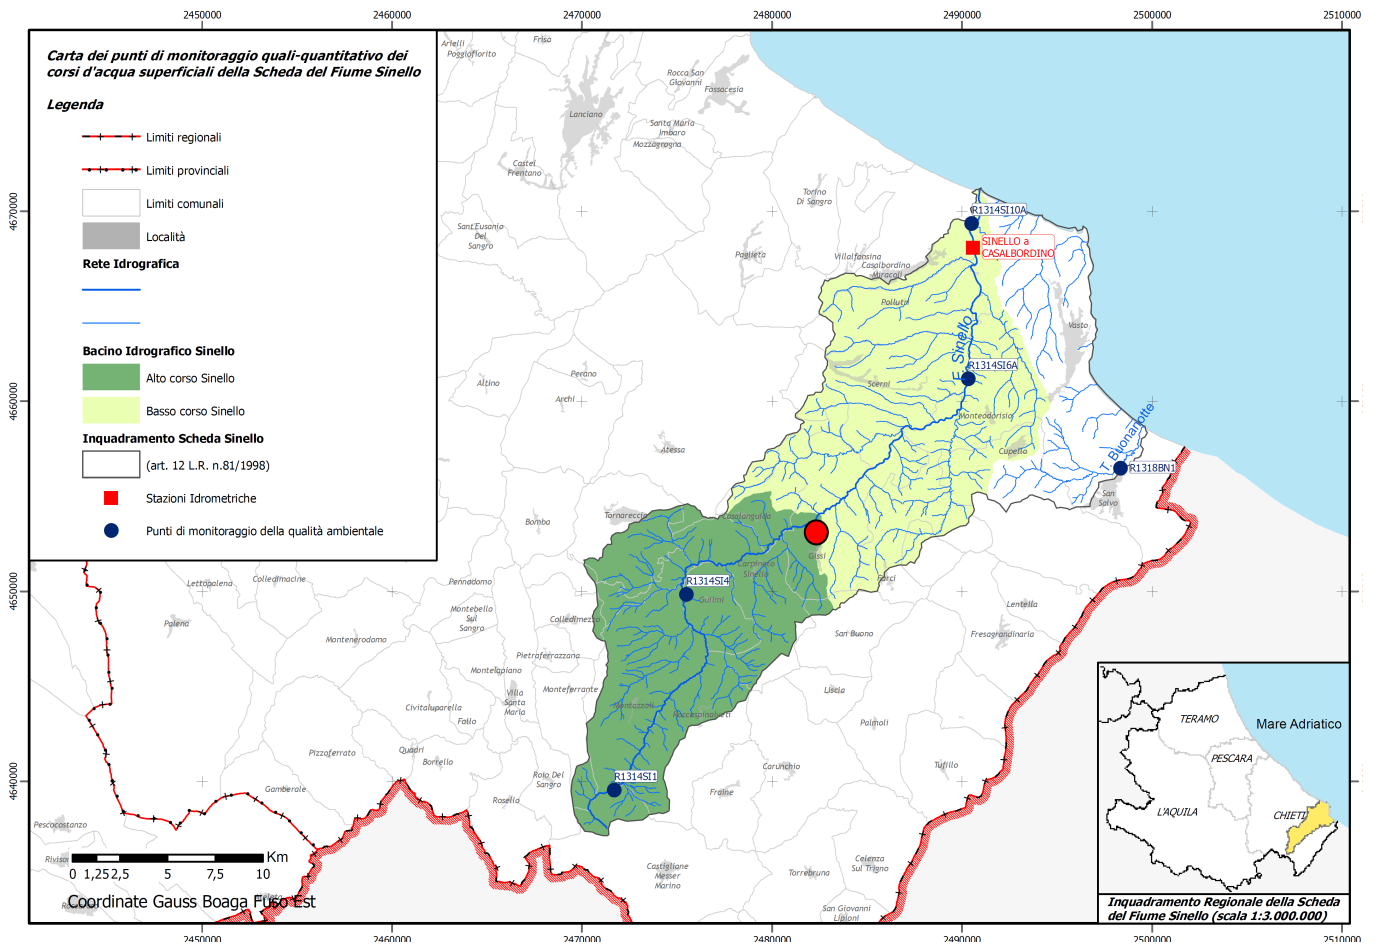 2450000
2460000
2470000
2480000
2490000
2500000
2510000
Carta dei punti di monitoraggio quali-quantitativo dei
corsi d'acqua superficiali della Scheda del Fiume Sinello
Legenda
Limiti regionali
Limiti provinciali
Limiti comunali
Località
Rete Idrografica
Bacino Idrografico Sinello
Alto corso Sinello
Basso corso Sinello
Inquadramento Scheda Sinello
(art. 12 L.R. n.81/1998)
Stazioni Idrometriche
Punti di monitoraggio della qualità ambientale
4670000
4660000
4650000
4640000
Arielli
Poggiofiorito
Frisa
Rocca San
Giovanni
Fossacesia
Lanciano
Santa Maria
Imbaro
Mozzagrogna
Castel
Frentano
Torino
Di Sangro
Sant'Eusanio
Del
Sangro
Paglieta
Villalfonsina
Casalbordino
Miracoli
R1314SI10A
SINELLO a
CASALBORDINO
Pollutri
Vasto
F. Sinello
R1314SI6A
Scerni
Monteodorisio
Cupello
T. Buonanotte
R1318BN1
San
Salvo
Altino
Perano
Archi
Atessa
Tornareccio
Bomba
Casalanguida
Gissi
Carpineto
Sinello
R1314SI4
Guilmi
Furci
Lettopalena
Colledimacine
Pennadomo
Montebello
Sul
Sangro
Colledimezzo
Palena
Montenerodomo
San Buono
Lentella
Fresagrandinaria
Pietraferrazzana
Montelapiano
Monteferrante
Villa
Santa
Maria
Civitaluparella
Fallo
Montazzoli
Roccaspinalveti
Liscia
Palmoli
Pizzoferrato
Quadri
Borrello
Gamberale
Roio Del
Sangro
Rosello
R1314SI1
Carunchio
Fraine
Tufillo
Pescocostanzo
Castiglione
Messer
Marino
Torrebruna
Celenza
Sul Trigno
San Giovanni
Lipioni
Km
0 1,25 2,5 5 7,5 10
Coordinate Gauss Boaga Fuso Est
TERAMO
Mare Adriatico
PESCARA
L'AQUILA
CHIETI
Inquadramento Regionale della Scheda
del Fiume Sinello (scala 1:3.000.000)
2450000
2460000
2470000
2480000
2490000
2500000
2510000